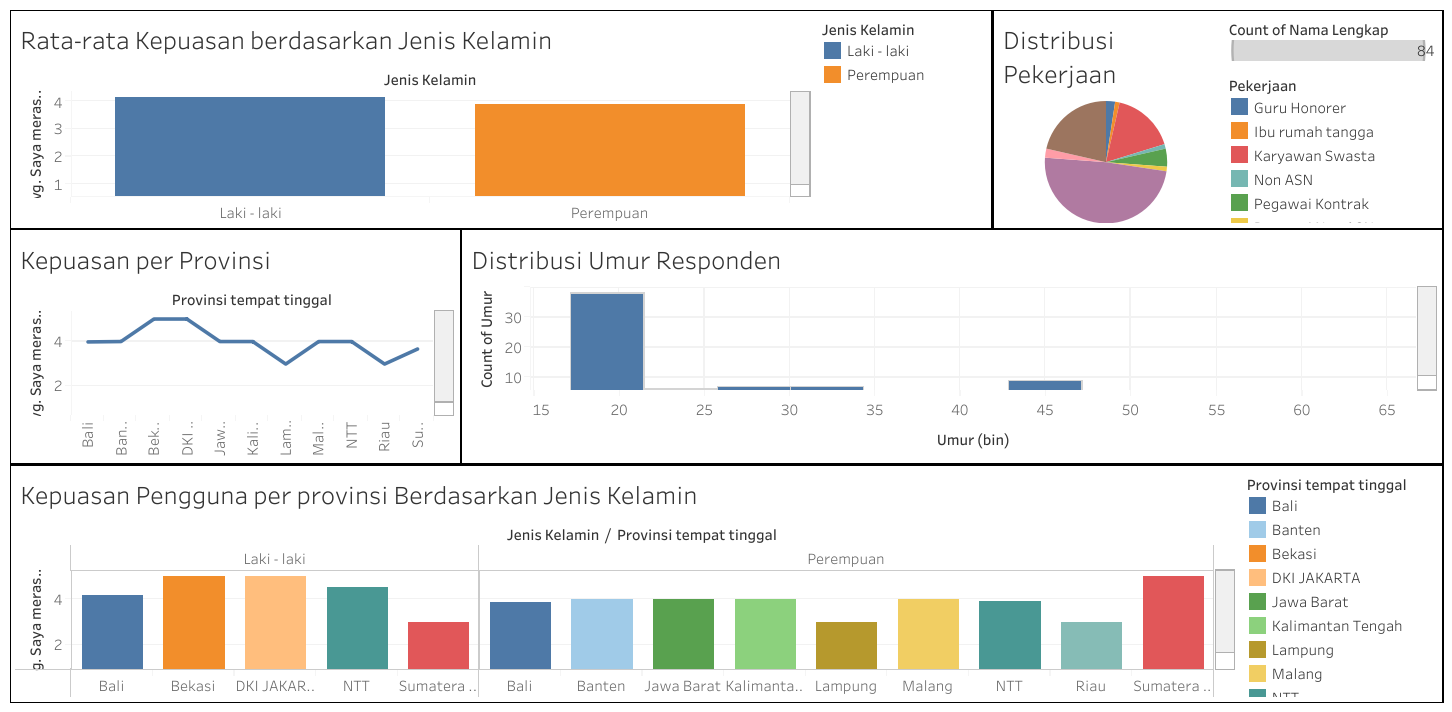 Rata-rata Kepuasan berdasarkan Jenis Kelamin
Jenis Kelamin
Laki - laki
Perempuan
Jenis Kelamin
Saya meras..
4
3
2
1
Laki - laki
Perempuan
Distribusi
Pekerjaan
Count of Nama Lengkap
84
Pekerjaan
Guru Honorer
Ibu rumah tangga
Karyawan Swasta
Non ASN
Pegawai Kontrak
Kepuasan per Provinsi
Provinsi tempat tinggal
Saya meras..
4
2
Bali
Ban..
Bek..
DKI ..
Jaw..
Kali..
Lam..
Mal..
NTT
Riau
Su..
Distribusi Umur Responden
Count of Umur
30
20
10
15 20 25 30 35 40 45 50 55 60 65
Umur (bin)
Kepuasan Pengguna per provinsi Berdasarkan Jenis Kelamin
Jenis Kelamin / Provinsi tempat tinggal
Laki - laki
Perempuan
Saya meras..
4
2
Bali Bekasi DKI JAKAR.. NTT Sumatera .. Bali Banten Jawa Barat Kalimanta.. Lampung Malang NTT Riau Sumatera ..
Provinsi tempat tinggal
Bali
Banten
Bekasi
DKI JAKARTA
Jawa Barat
Kalimantan Tengah
Lampung
Malang
NTT